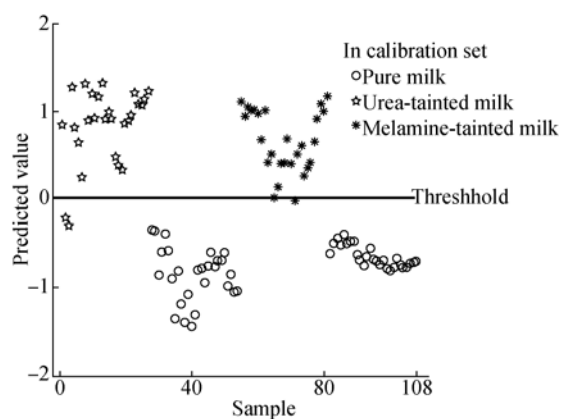 2
In calibration set
Pure milk
Urea-tainted milk
Melamine-tainted milk
1
0
Threshhold
−1
−2
0
40
80
108
Predicted value
Sample